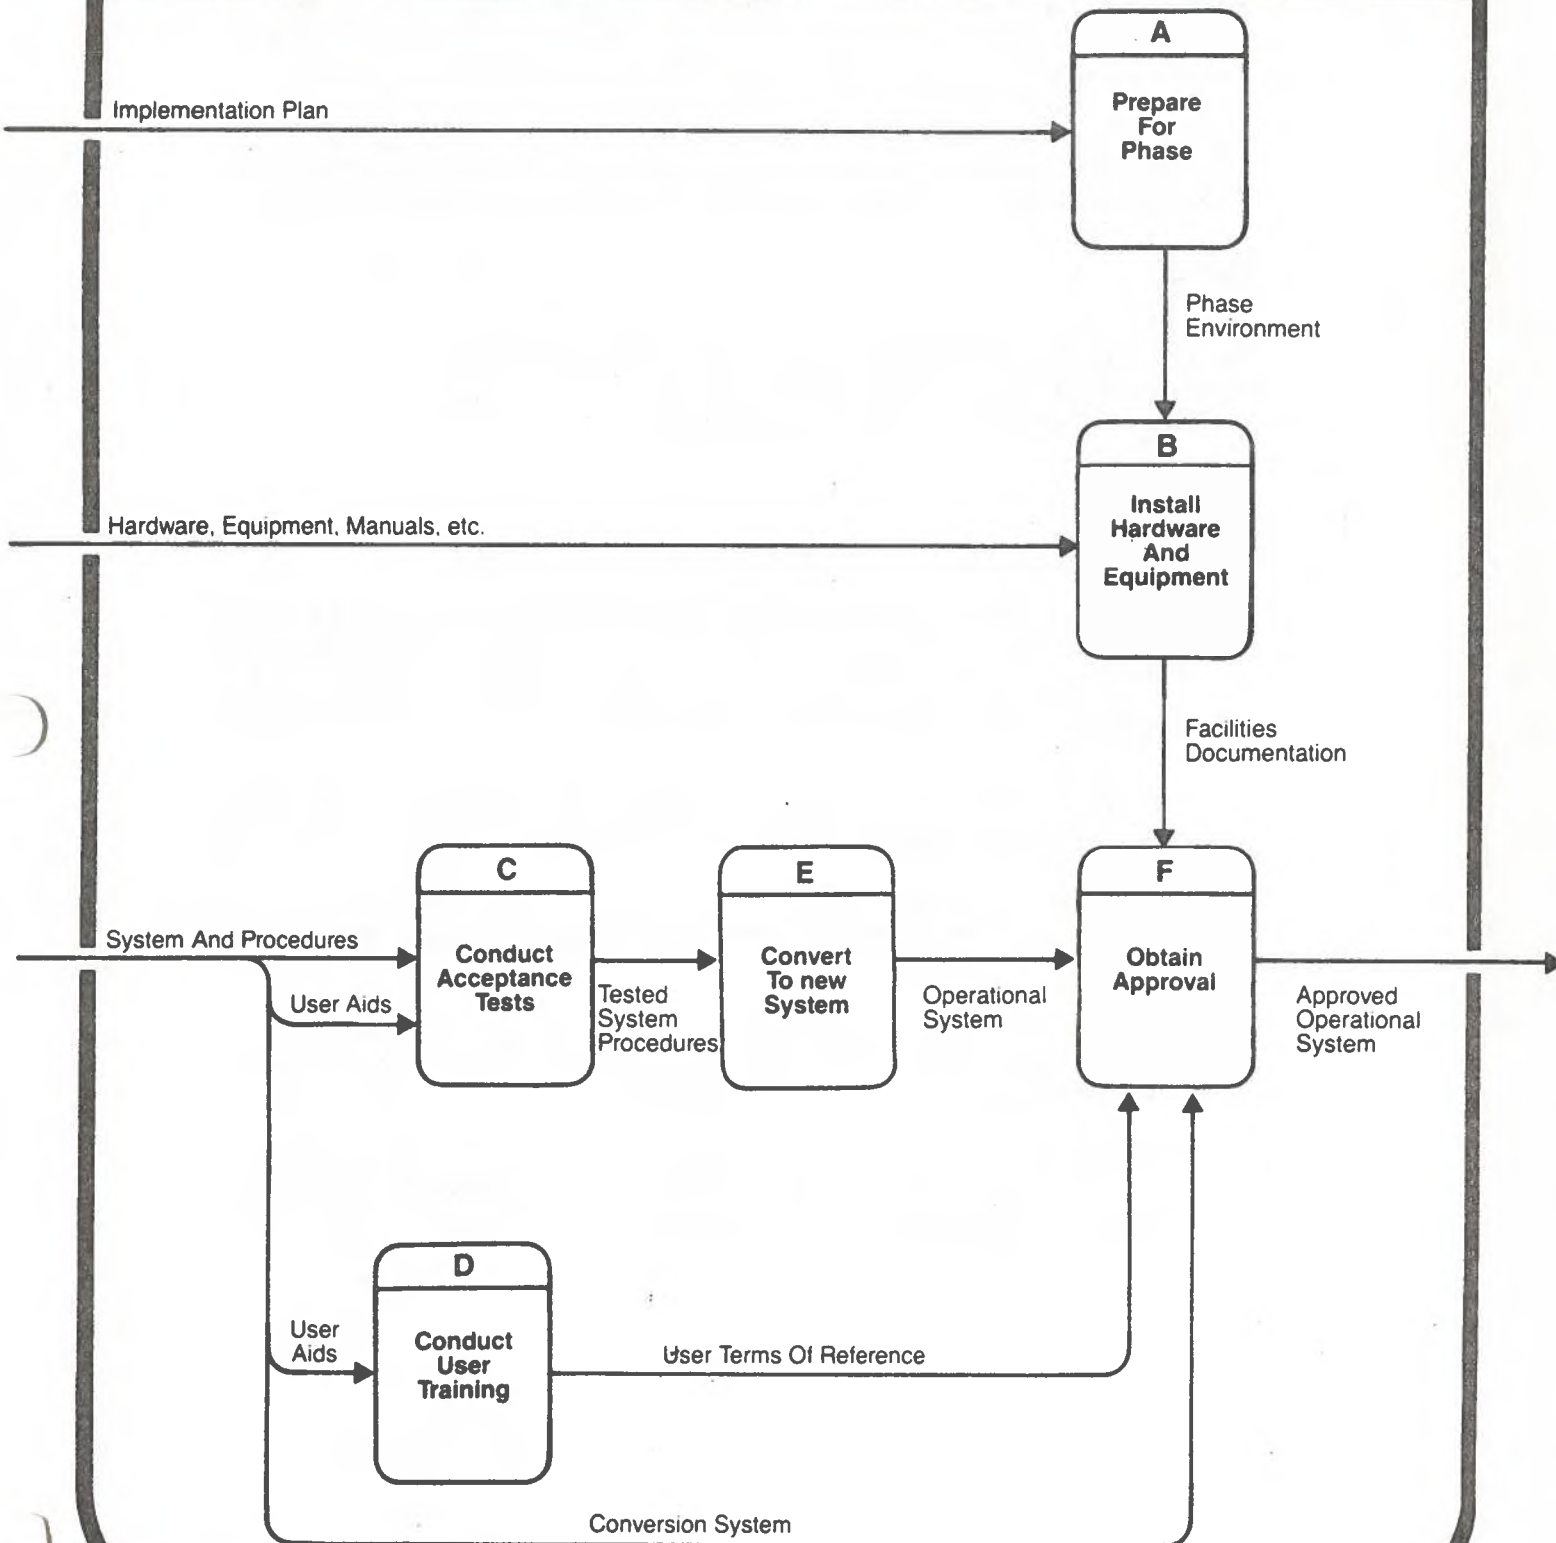 A
Prepare
For
Phase
Implementation Plan
Phase
Environment
B
Install
Hardware
And
Equipment
Hardware, Equipment, Manuals, etc.
Facilities
Documentation
C
Conduct
Acceptance
Tests
E
Convert
To new
System
F
Obtain
Approval
System And Procedures
User Aids
Tested
System
Procedures
Operational
System
Approved
Operational
System
D
Conduct
User
Training
User
Aids
User Terms Of Reference
Conversion System